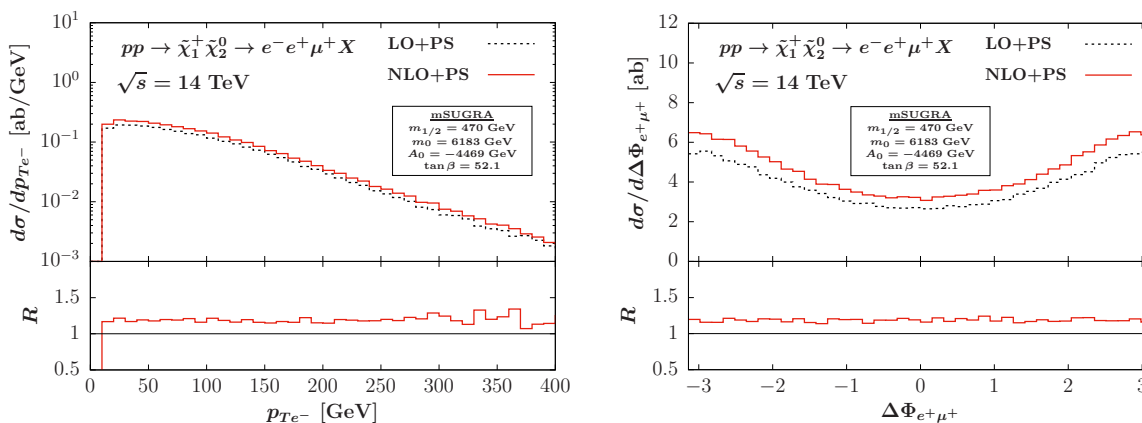 10¹
10⁰
10⁻¹
10⁻²
10⁻³
dσ/dp_{Te⁻} [ab/GeV]
pp → χ̃₁⁺χ̃₂⁰ → e⁻e⁺μ⁺X
√s = 14 TeV
LO+PS
NLO+PS
mSUGRA
m_{1/2} = 470 GeV
m₀ = 6183 GeV
A₀ = −4469 GeV
tan β = 52.1
R
1.5
1
0.5
0 50 100 150 200 250 300 350 400
p_{Te⁻} [GeV]
12
10
8
6
4
2
0
dσ/dΔΦ_{e⁺μ⁺} [ab]
pp → χ̃₁⁺χ̃₂⁰ → e⁻e⁺μ⁺X
√s = 14 TeV
LO+PS
NLO+PS
mSUGRA
m_{1/2} = 470 GeV
m₀ = 6183 GeV
A₀ = −4469 GeV
tan β = 52.1
R
1.5
1
0.5
−3 −2 −1 0 1 2 3
ΔΦ_{e⁺μ⁺}